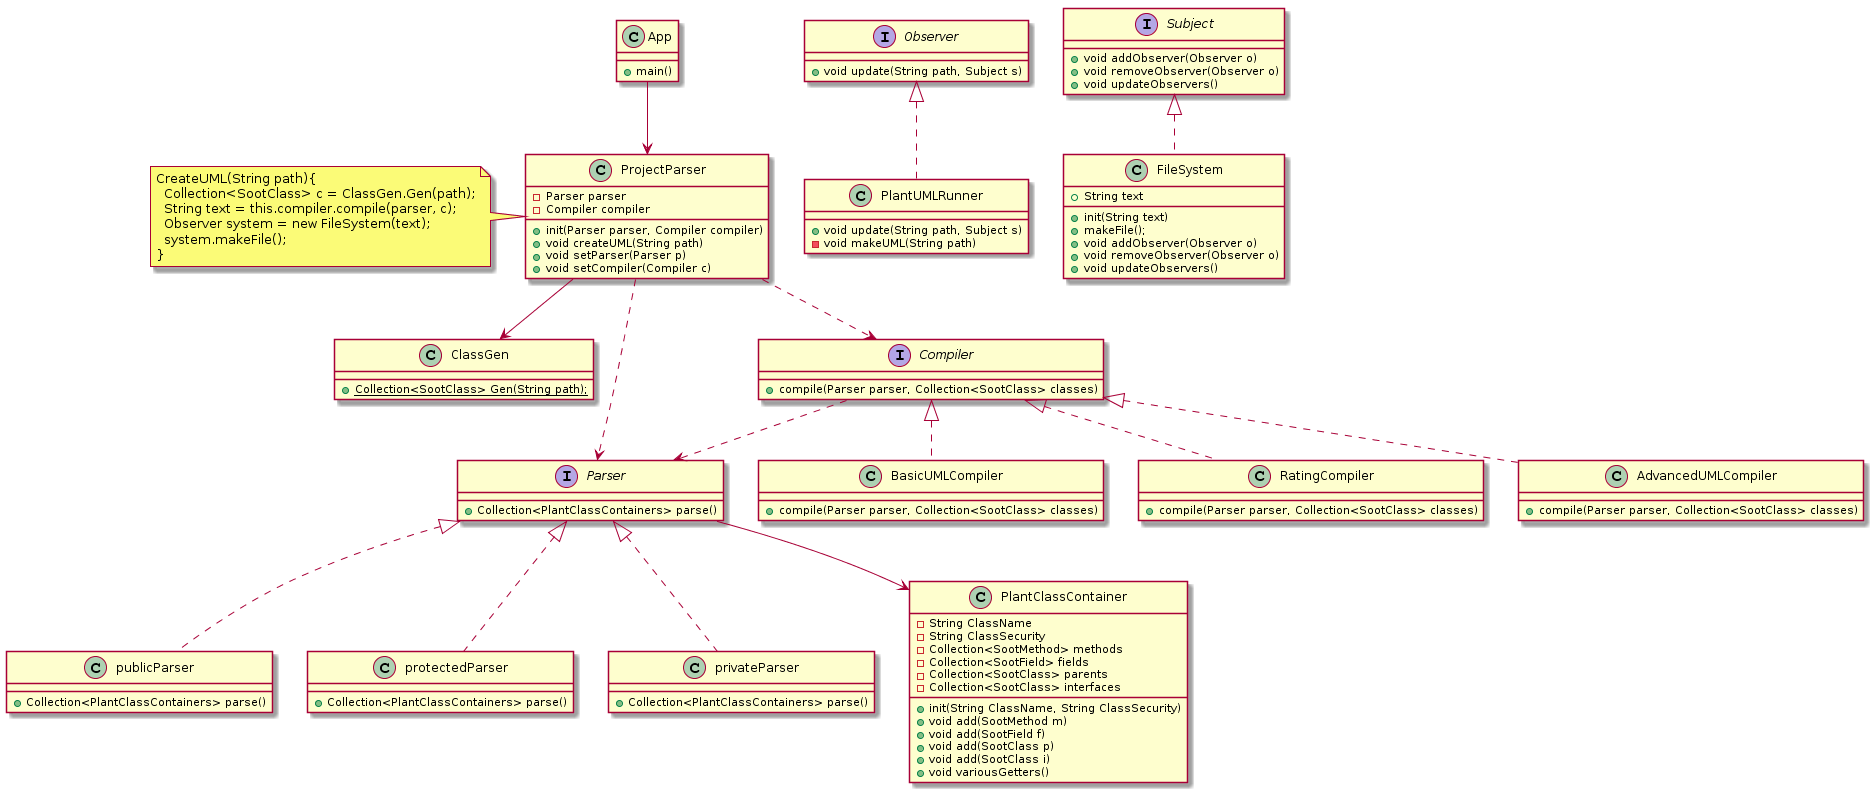 C App
main()
I Observer
void update(String path, Subject s)
I Subject
void addObserver(Observer o)
void removeObserver(Observer o)
void updateObservers()
CreateUML(String path){
Collection<SootClass> c = ClassGen.Gen(path);
String text = this.compiler.compile(parser, c);
Observer system = new FileSystem(text);
system.makeFile();
}
C ProjectParser
Parser parser
Compiler compiler
init(Parser parser, Compiler compiler)
void createUML(String path)
void setParser(Parser p)
void setCompiler(Compiler c)
C PlantUMLRunner
void update(String path, Subject s)
void makeUML(String path)
C FileSystem
String text
init(String text)
makeFile();
void addObserver(Observer o)
void removeObserver(Observer o)
void updateObservers()
C ClassGen
Collection<SootClass> Gen(String path);
I Compiler
compile(Parser parser, Collection<SootClass> classes)
I Parser
Collection<PlantClassContainers> parse()
C BasicUMLCompiler
compile(Parser parser, Collection<SootClass> classes)
C RatingCompiler
compile(Parser parser, Collection<SootClass> classes)
C AdvancedUMLCompiler
compile(Parser parser, Collection<SootClass> classes)
C publicParser
Collection<PlantClassContainers> parse()
C protectedParser
Collection<PlantClassContainers> parse()
C privateParser
Collection<PlantClassContainers> parse()
C PlantClassContainer
String ClassName
String ClassSecurity
Collection<SootMethod> methods
Collection<SootField> fields
Collection<SootClass> parents
Collection<SootClass> interfaces
init(String ClassName, String ClassSecurity)
void add(SootMethod m)
void add(SootField f)
void add(SootClass p)
void add(SootClass i)
void variousGetters()